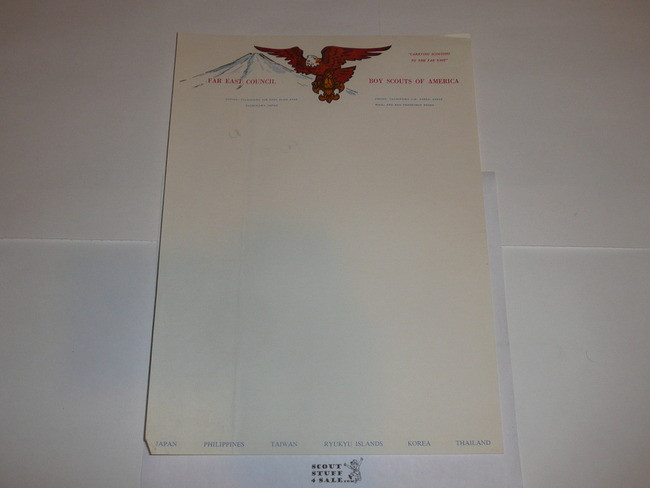 "CARRYING SCOUTING
TO THE FAR EAST"
FAR EAST COUNCIL
BOY SCOUTS OF AMERICA
JAPAN PHILIPPINES TAIWAN RYUKYU ISLANDS KOREA THAILAND
SCOUT
STUFF
4 SALE.com